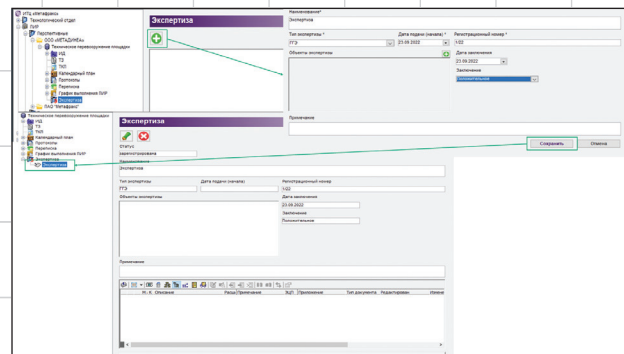 ИТЦ «Метафранс»
Технологический отдел
ПИР
Перспективные
ООО «МЕТАДИНЕА»
Техническое перевооружение площадки
ИД
ТЗ
ТКП
Календарный план
Протоколы
Переписка
График выполнения ПИР
Экспертиза
ПАО "Метафракс"
Экспертиза
Наименование*
Экспертиза
Тип экспертизы *
Дата подачи (начала) *
Регистрационный номер *
ГГЭ
23.09.2022
1/22
Объекты экспертизы
Дата заключения
23.09.2022
Заключение
Положительное
Примечание
Сохранить
Отмена
Техническое перевооружение площадки
ИД
ТЗ
ТКП
Календарный план
Протоколы
Переписка
График выполнения ПИР
Экспертиза
Экспертиза
Экспертиза
Статус
зарегистрирована
Наименование
Экспертиза
Тип экспертизы
Дата подачи (начала)
Регистрационный номер
ГГЭ
1/22
Объекты экспертизы
Дата заключения
23.09.2022
Заключение
Положительное
Примечание
И К Описание
Примечание
ЭЦП
Приложение
Тип документа
Редактирован
Измене